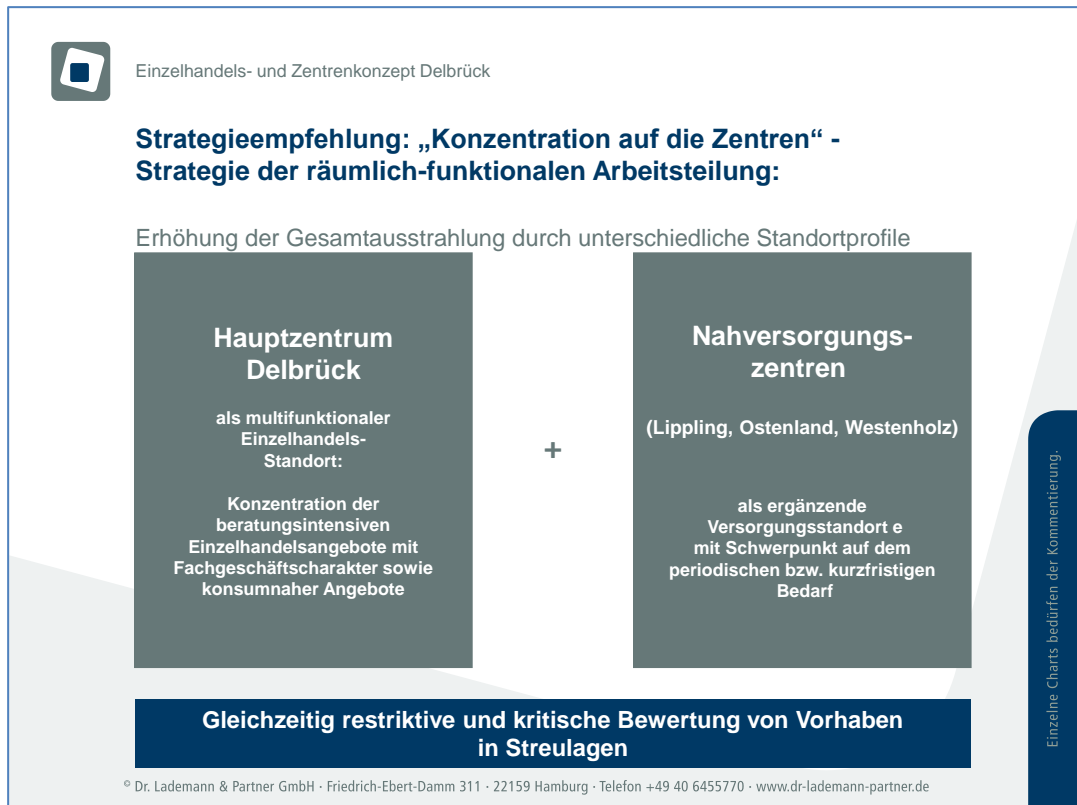 Einzelhandels- und Zentrenkonzept Delbrück
Strategieempfehlung: „Konzentration auf die Zentren“ -
Strategie der räumlich-funktionalen Arbeitsteilung:
Erhöhung der Gesamtausstrahlung durch unterschiedliche Standortprofile
Hauptzentrum
Delbrück
als multifunktionaler
Einzelhandels-
Standort:
Konzentration der
beratungsintensiven
Einzelhandelsangebote mit
Fachgeschäftscharakter sowie
konsumnaher Angebote
+
Nahversorgungs-
zentren
(Lippling, Ostenland, Westenholz)
als ergänzende
Versorgungsstandort e
mit Schwerpunkt auf dem
periodischen bzw. kurzfristigen
Bedarf
Gleichzeitig restriktive und kritische Bewertung von Vorhaben
in Streulagen
Einzelne Charts bedürfen der Kommentierung.
© Dr. Lademann & Partner GmbH · Friedrich-Ebert-Damm 311 · 22159 Hamburg · Telefon +49 40 6455770 · www.dr-lademann-partner.de